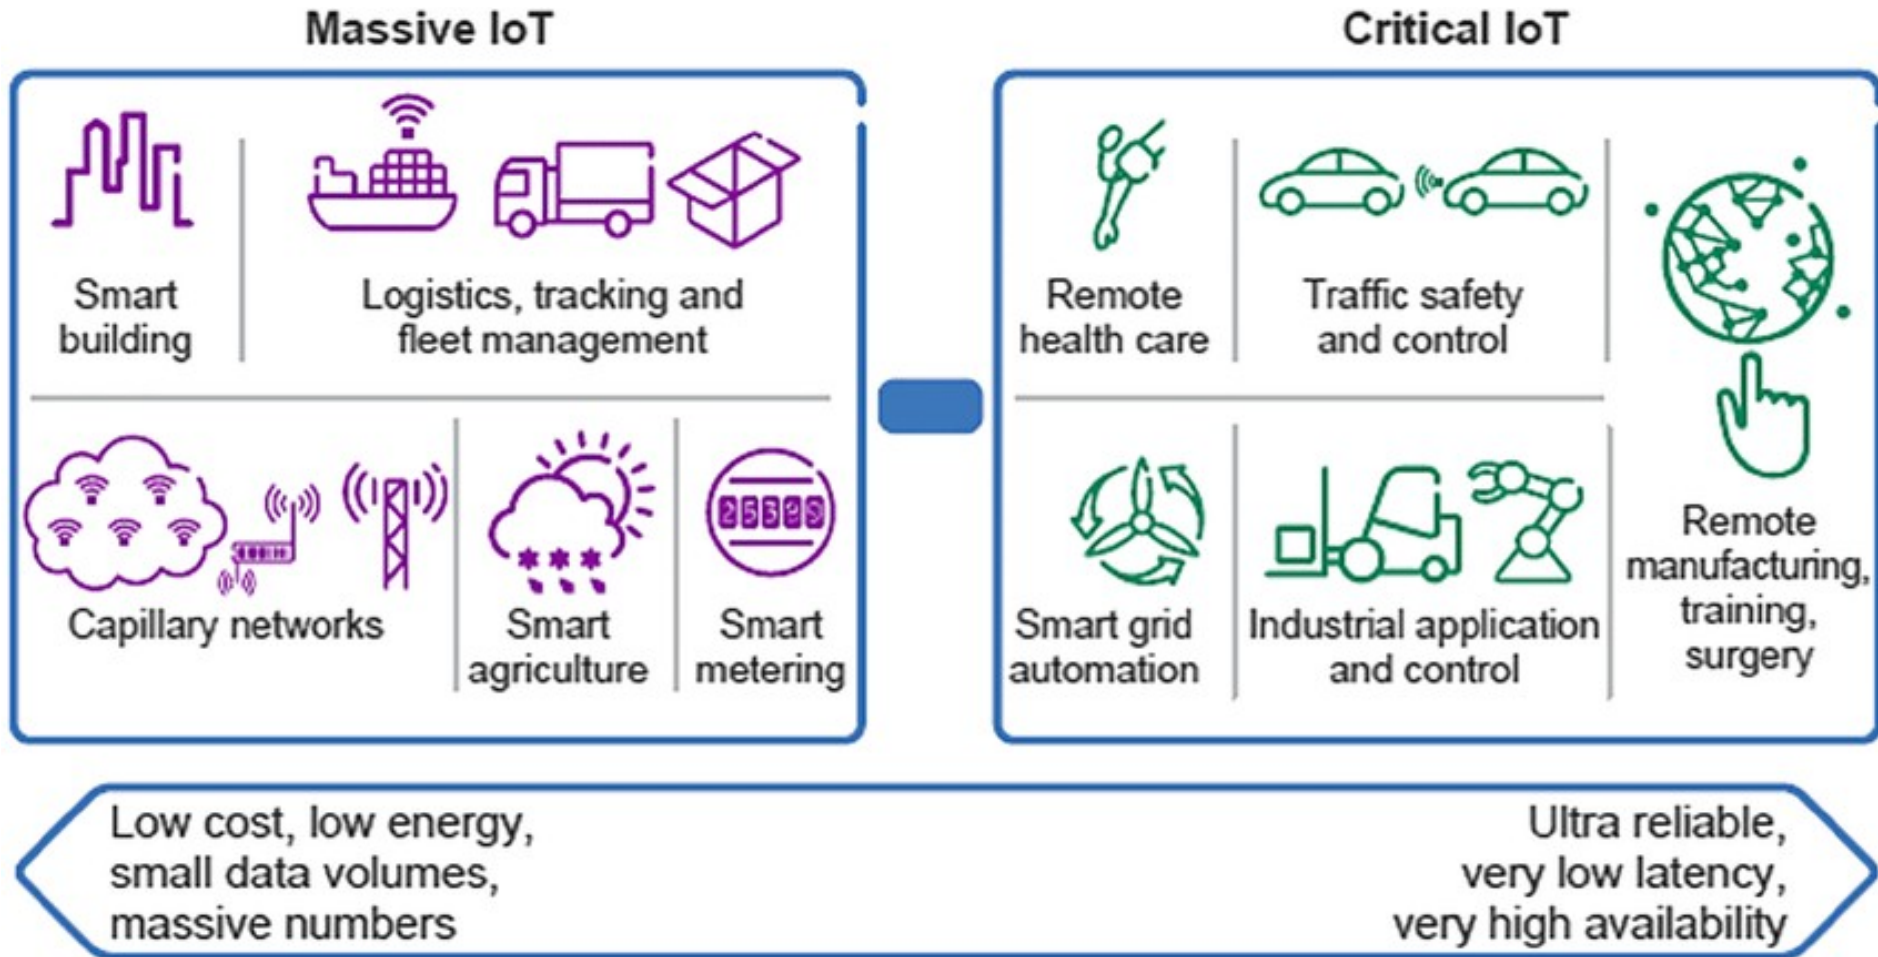 Massive IoT
Critical IoT
Smart
building
Logistics, tracking and
fleet management
Capillary networks
Smart
agriculture
Smart
metering
Remote
health care
Traffic safety
and control
Smart grid
automation
Industrial application
and control
Remote
manufacturing,
training,
surgery
Low cost, low energy,
small data volumes,
massive numbers
Ultra reliable,
very low latency,
very high availability